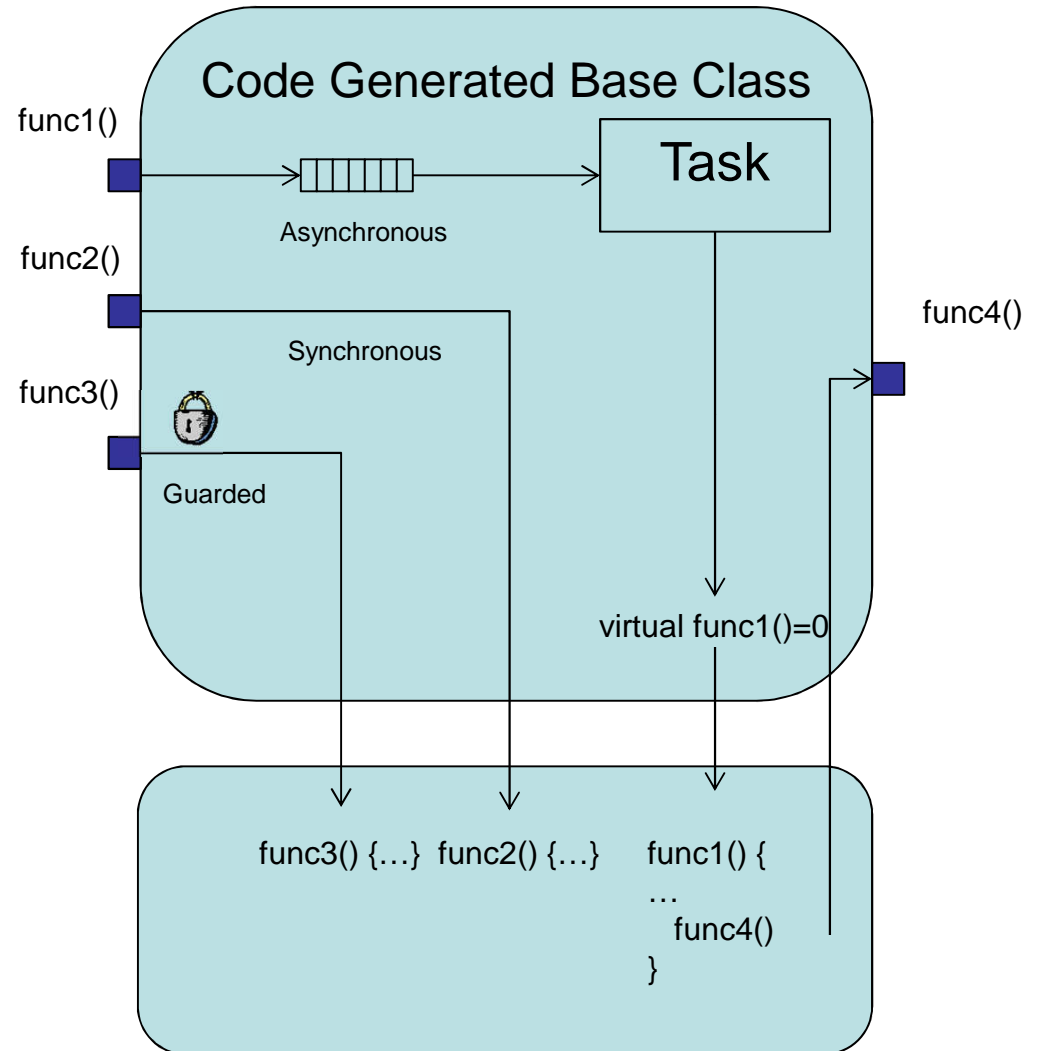 Code Generated Base Class
func1()
Task
Asynchronous
func2()
func4()
Synchronous
func3()
Guarded
virtual func1()=0
func3() {…} func2() {…} func1() {
…
func4()
}